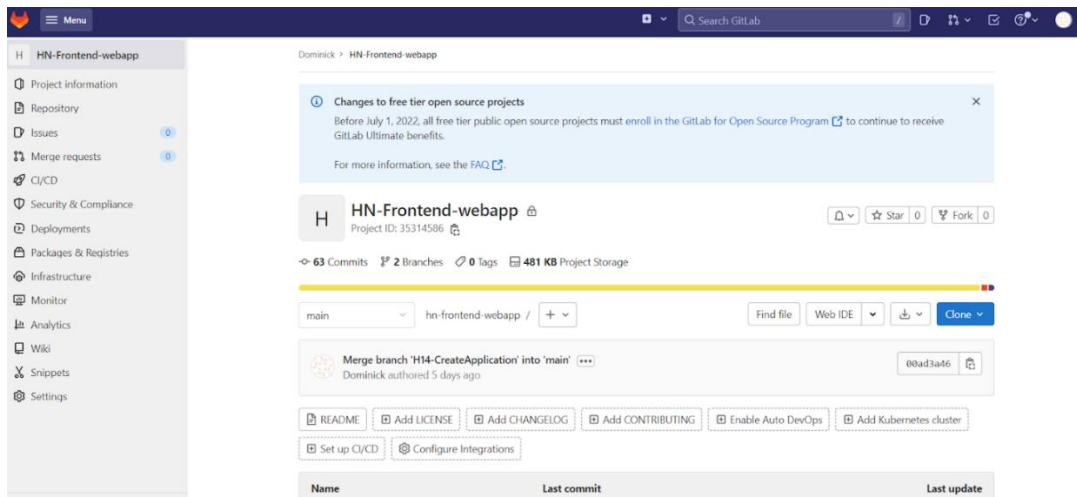 Menu
Search GitLab
/
H HN-Frontend-webapp
Project information
Repository
Issues 0
Merge requests 0
CI/CD
Security & Compliance
Deployments
Packages & Registries
Infrastructure
Monitor
Analytics
Wiki
Snippets
Settings
Dominick > HN-Frontend-webapp
Changes to free tier open source projects
Before July 1, 2022, all free tier public open source projects must enroll in the GitLab for Open Source Program to continue to receive
GitLab Ultimate benefits.
For more information, see the FAQ.
H
HN-Frontend-webapp
Project ID: 35314586
Star 0 Fork 0
63 Commits 2 Branches 0 Tags 481 KB Project Storage
main hn-frontend-webapp / + Find file Web IDE Clone
Merge branch 'H14-CreateApplication' into 'main'
Dominick authored 5 days ago
00ad3a46
README Add LICENSE Add CHANGELOG Add CONTRIBUTING Enable Auto DevOps Add Kubernetes cluster
Set up CI/CD Configure Integrations
Name Last commit Last update